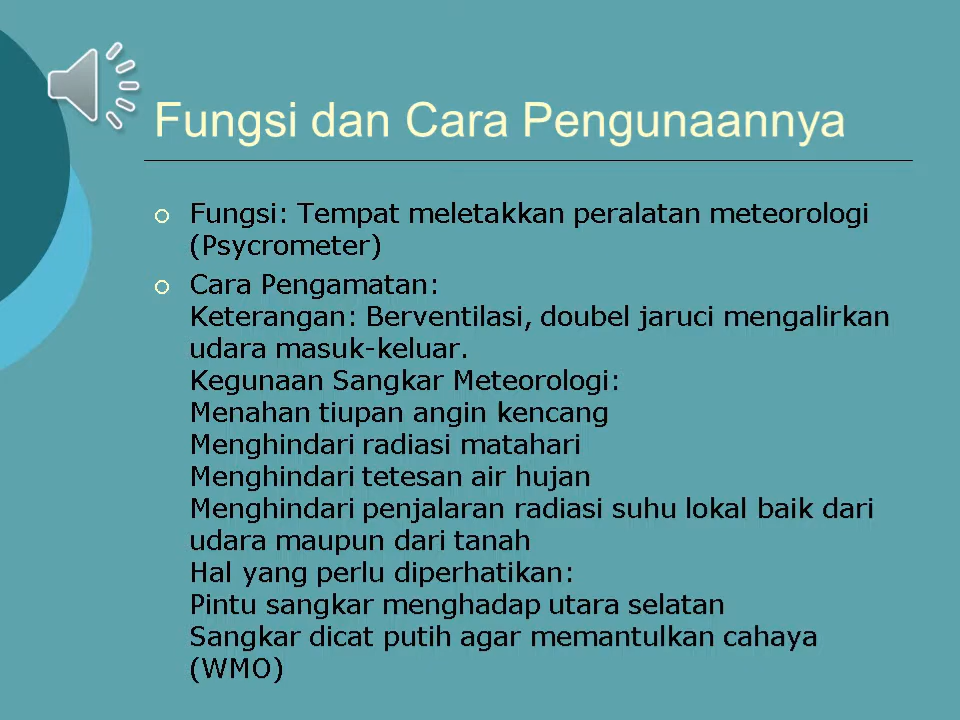 Fungsi dan Cara Pengunaannya
Fungsi: Tempat meletakkan peralatan meteorologi
(Psycrometer)
Cara Pengamatan:
Keterangan: Berventilasi, doubel jaruci mengalirkan
udara masuk-keluar.
Kegunaan Sangkar Meteorologi:
Menahan tiupan angin kencang
Menghindari radiasi matahari
Menghindari tetesan air hujan
Menghindari penjalaran radiasi suhu lokal baik dari
udara maupun dari tanah
Hal yang perlu diperhatikan:
Pintu sangkar menghadap utara selatan
Sangkar dicat putih agar memantulkan cahaya
(WMO)